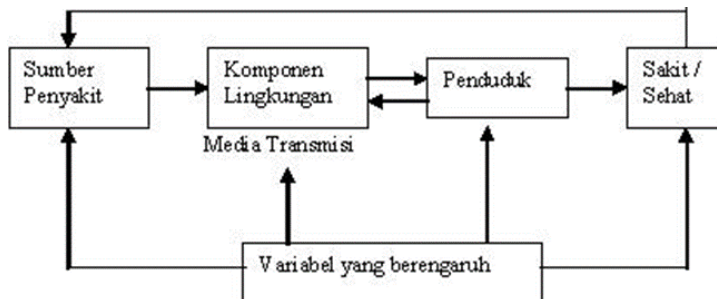 Sumber
Penyakit
Komponen
Lingkungan
Penduduk
Sakit /
Sehat
Media Transmisi
Variabel yang berengaruh